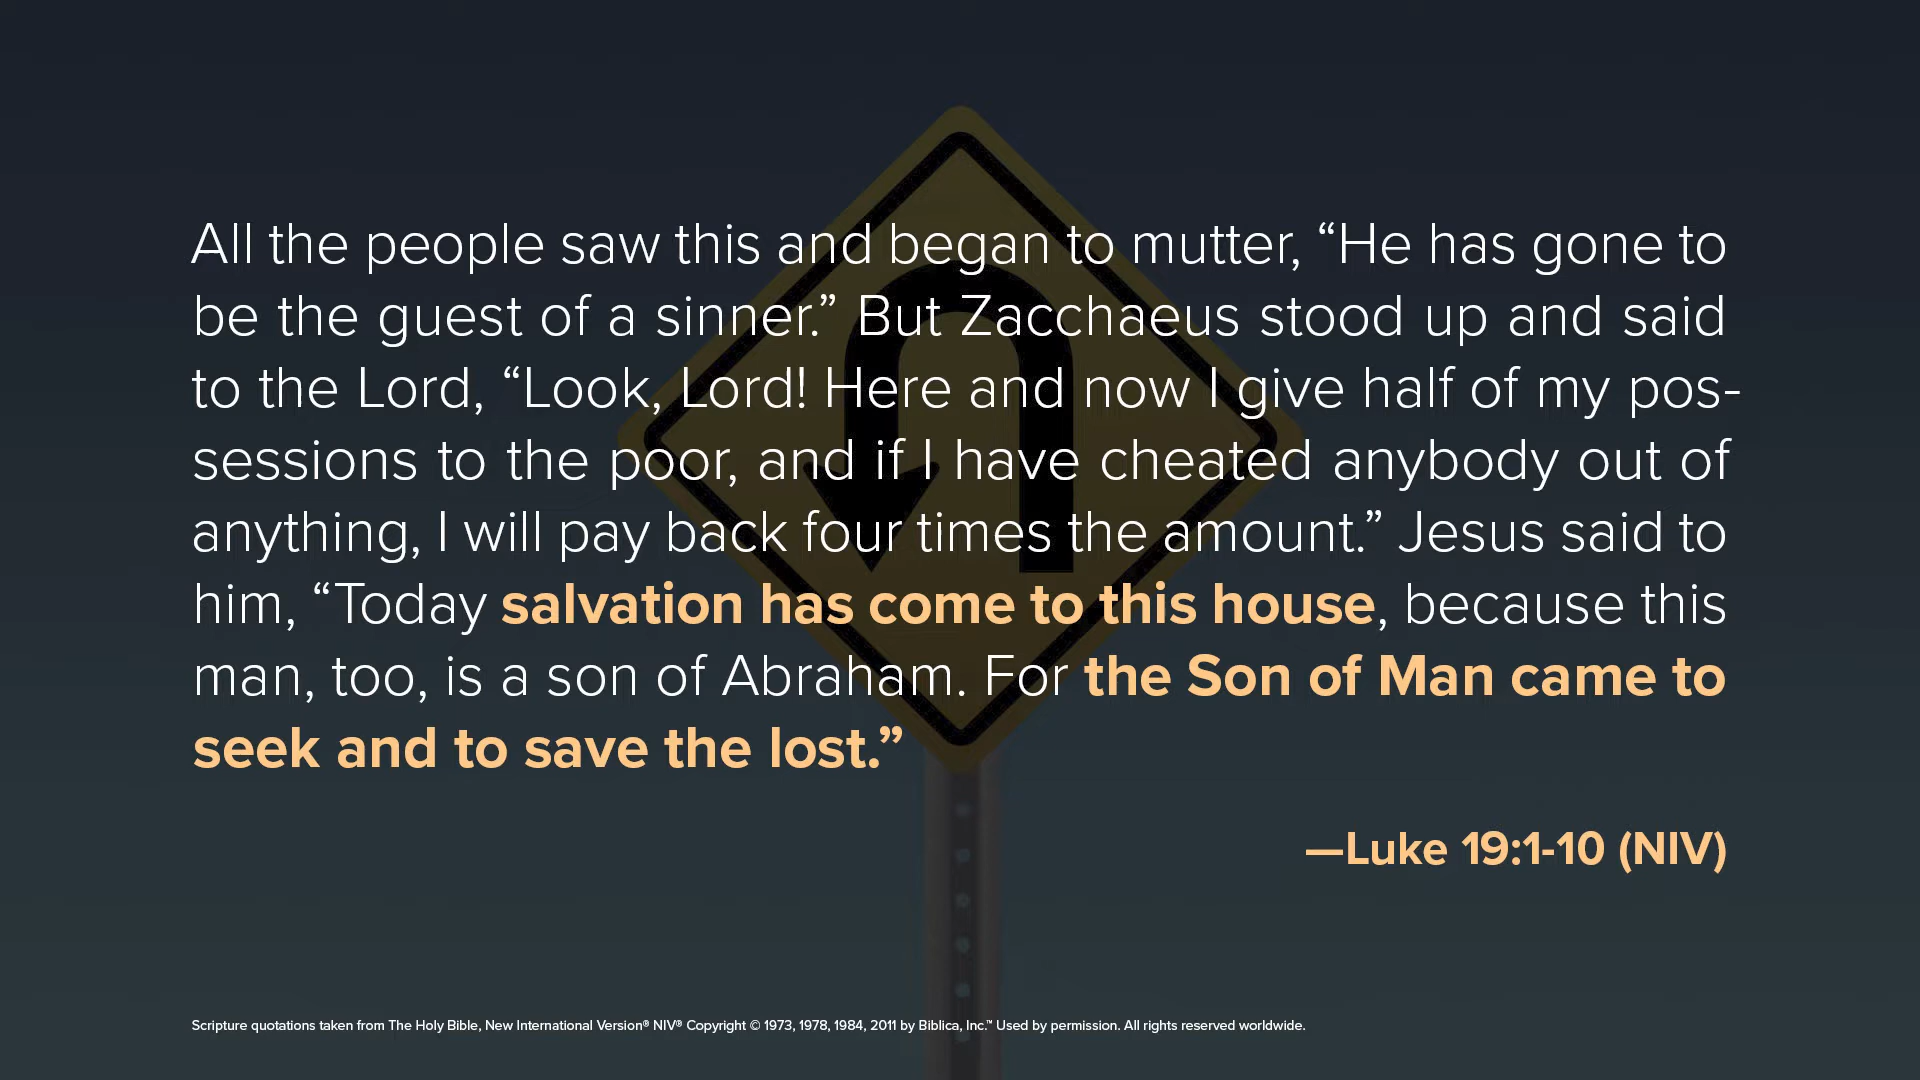 All the people saw this and began to mutter, “He has gone to
be the guest of a sinner.” But Zacchaeus stood up and said
to the Lord, “Look, Lord! Here and now I give half of my pos-
sessions to the poor, and if I have cheated anybody out of
anything, I will pay back four times the amount.” Jesus said to
him, “Today salvation has come to this house, because this
man, too, is a son of Abraham. For the Son of Man came to
seek and to save the lost.”
—Luke 19:1-10 (NIV)
Scripture quotations taken from The Holy Bible, New International Version® NIV® Copyright © 1973, 1978, 1984, 2011 by Biblica, Inc.™ Used by permission. All rights reserved worldwide.